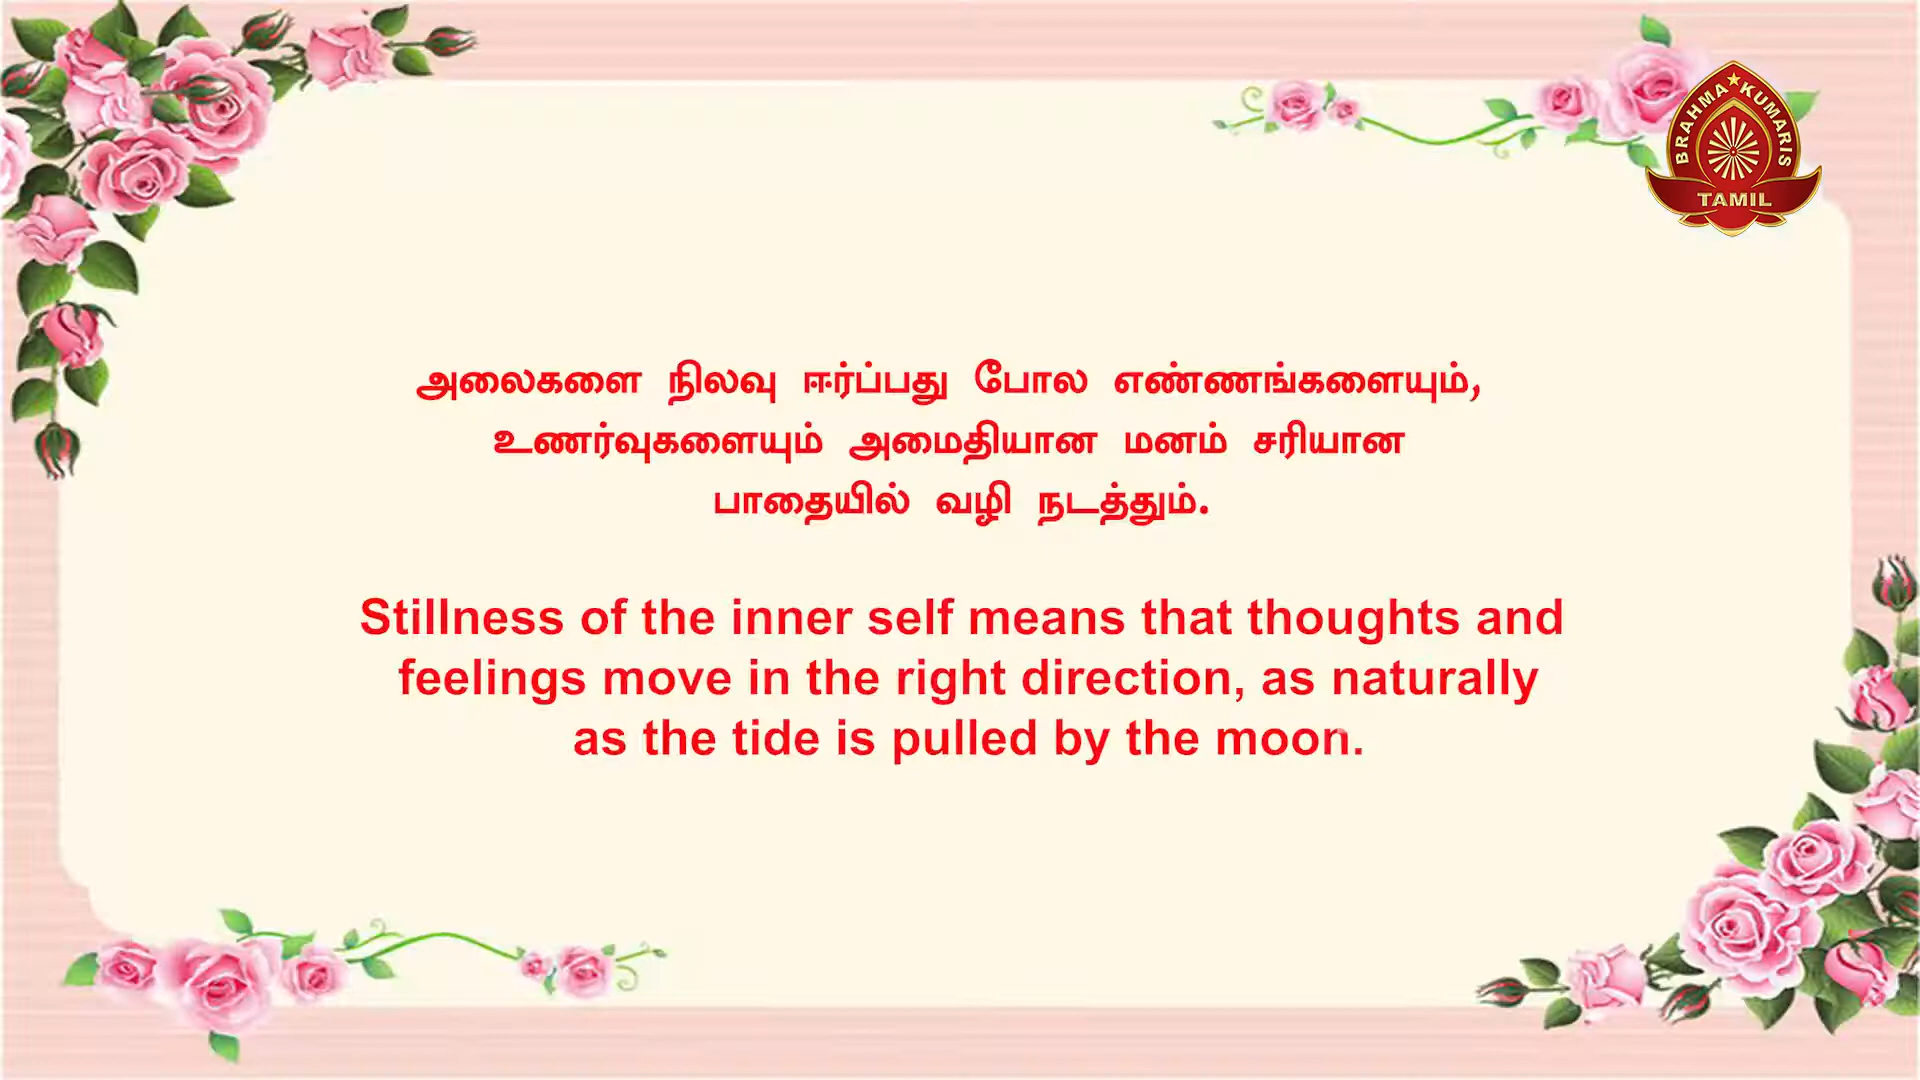 BRAHMA KUMARIS
TAMIL
அலைகளை நிலவு ஈர்ப்பது போல எண்ணங்களையும்,
உணர்வுகளையும் அமைதியான மனம் சரியான
பாதையில் வழி நடத்தும்.
Stillness of the inner self means that thoughts and
feelings move in the right direction, as naturally
as the tide is pulled by the moon.